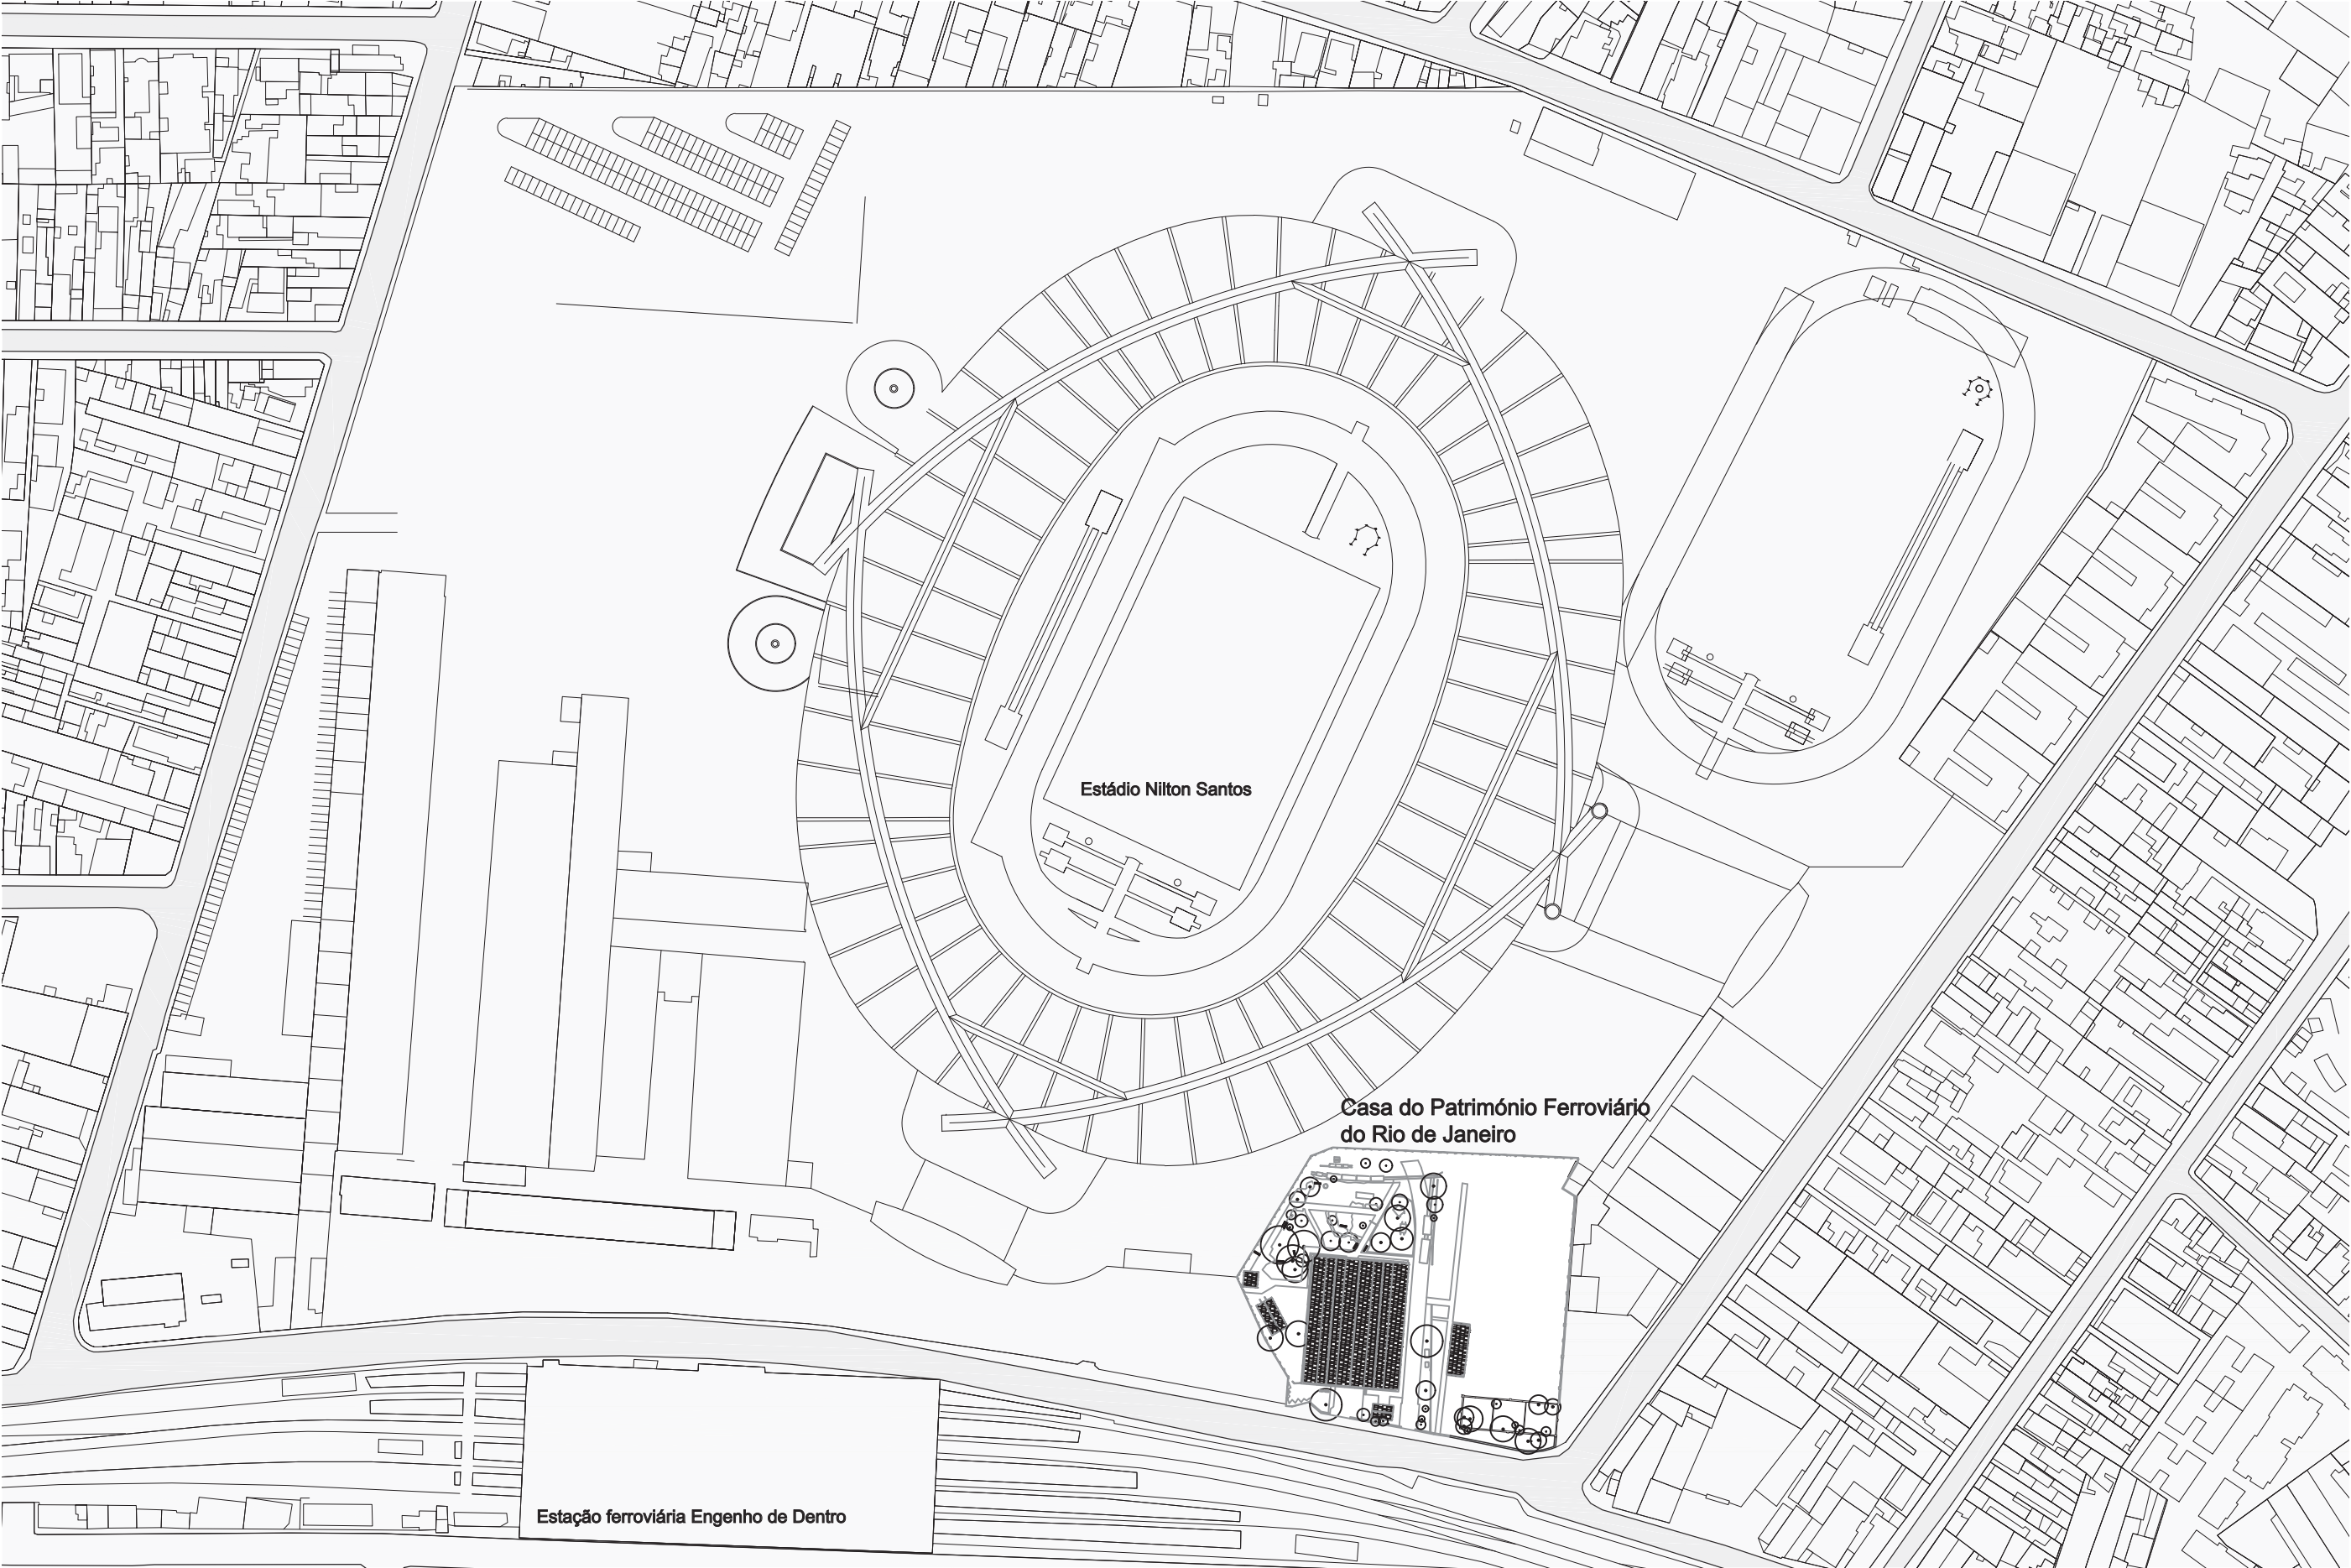 Estádio Nilton Santos
Casa do Património Ferroviário
do Rio de Janeiro
Estação ferroviária Engenho de Dentro